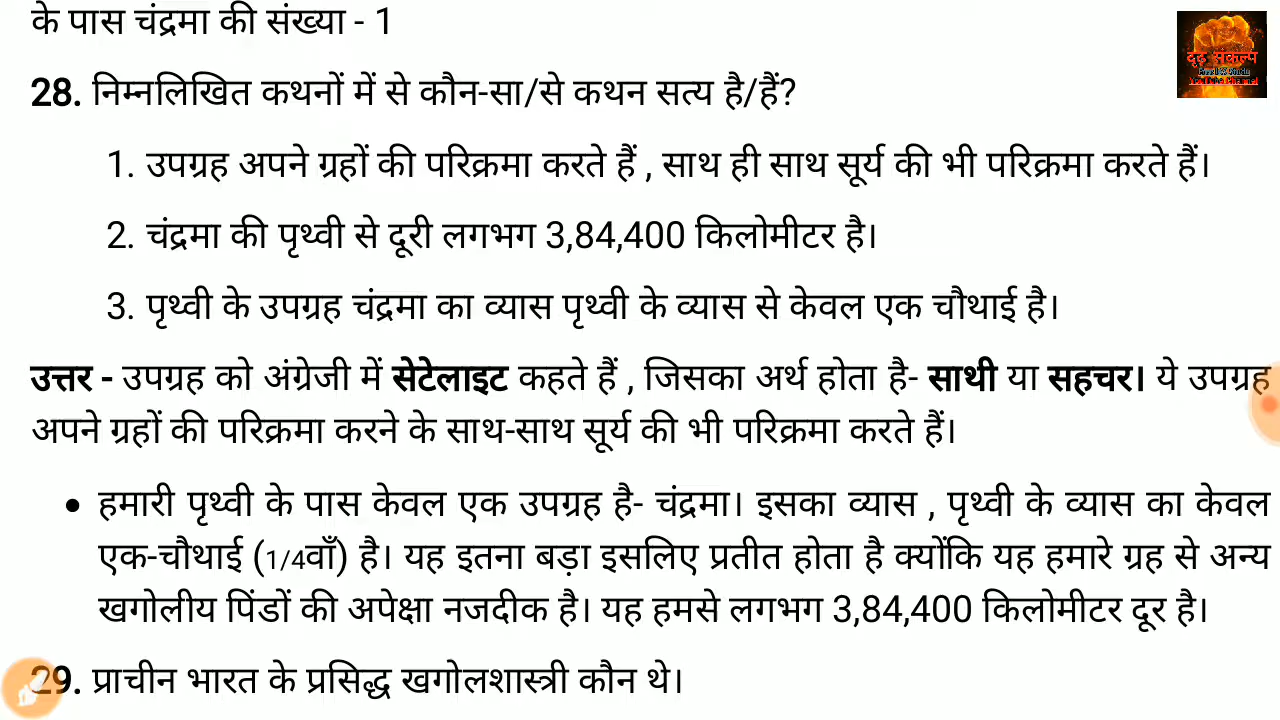 के पास चंद्रमा की संख्या - 1
दृढ़ संकल्प
28. निम्नलिखित कथनों में से कौन-सा/से कथन सत्य है/हैं?
1. उपग्रह अपने ग्रहों की परिक्रमा करते हैं , साथ ही साथ सूर्य की भी परिक्रमा करते हैं।
2. चंद्रमा की पृथ्वी से दूरी लगभग 3,84,400 किलोमीटर है।
3. पृथ्वी के उपग्रह चंद्रमा का व्यास पृथ्वी के व्यास से केवल एक चौथाई है।
उत्तर - उपग्रह को अंग्रेजी में सेटेलाइट कहते हैं , जिसका अर्थ होता है- साथी या सहचर। ये उपग्रह
अपने ग्रहों की परिक्रमा करने के साथ-साथ सूर्य की भी परिक्रमा करते हैं।
• हमारी पृथ्वी के पास केवल एक उपग्रह है- चंद्रमा। इसका व्यास , पृथ्वी के व्यास का केवल
एक-चौथाई (1/4वाँ) है। यह इतना बड़ा इसलिए प्रतीत होता है क्योंकि यह हमारे ग्रह से अन्य
खगोलीय पिंडों की अपेक्षा नजदीक है। यह हमसे लगभग 3,84,400 किलोमीटर दूर है।
29. प्राचीन भारत के प्रसिद्ध खगोलशास्त्री कौन थे।